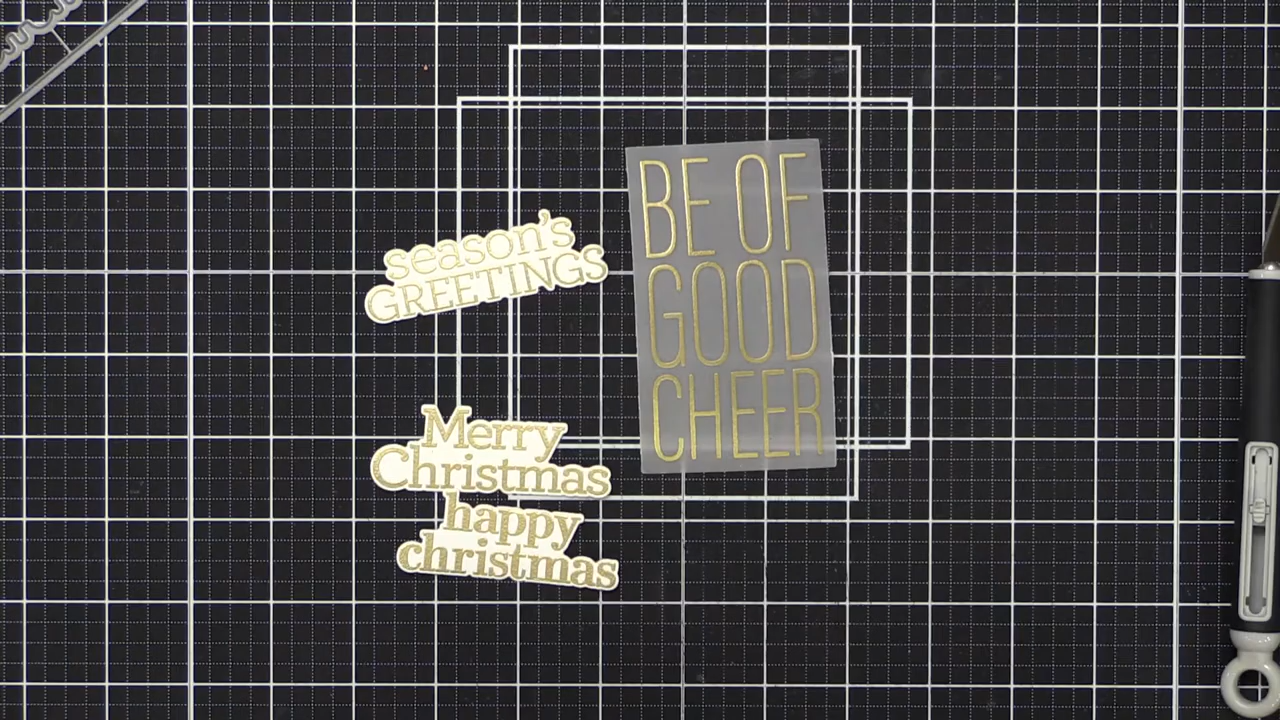 season's
GREETINGS
BE OF
GOOD
CHEER
Merry
Christmas
happy
christmas